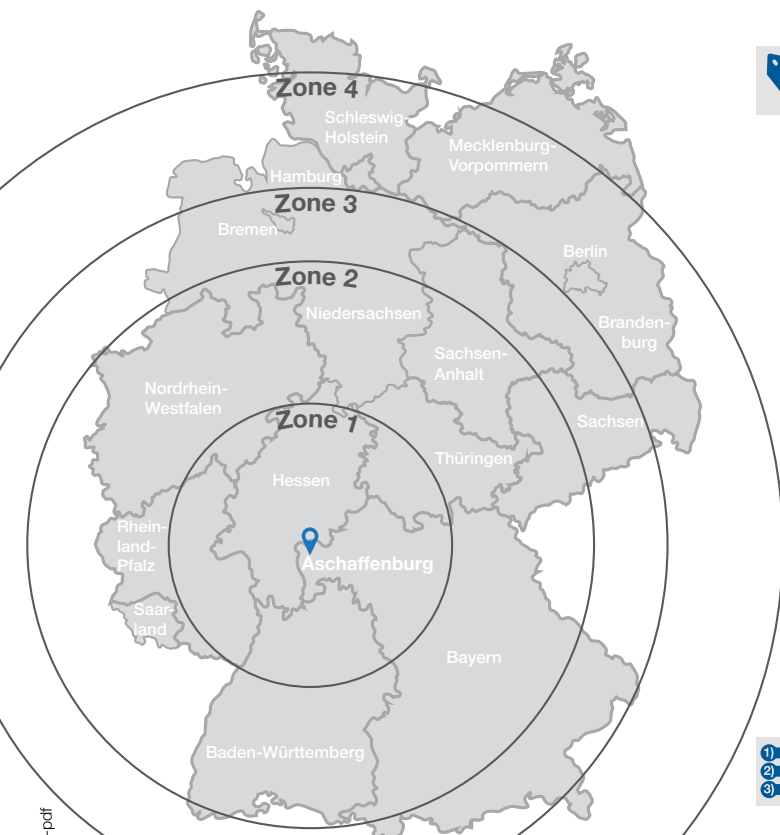 Zone 4
Schleswig-
Holstein
Mecklenburg-
Vorpommern
Hamburg
Zone 3
Bremen
Berlin
Zone 2
Niedersachsen
Branden-
burg
Sachsen-
Anhalt
Nordrhein-
Westfalen
Zone 1
Sachsen
Thüringen
Hessen
Rhein-
land-
Pfalz
Aschaffenburg
Saar-
land
Bayern
Baden-Württemberg
1)
2)
3)
-pdf